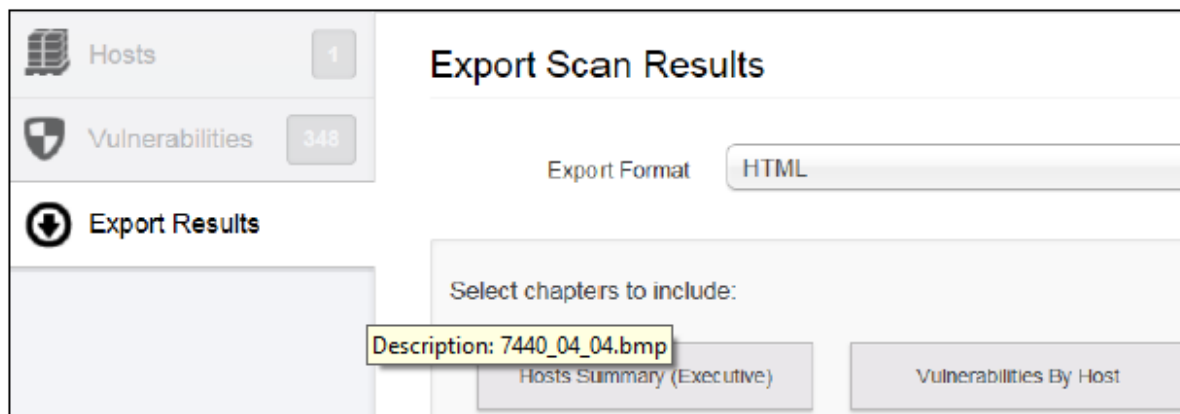 Hosts 1
Vulnerabilities 348
Export Results
Export Scan Results
Export Format HTML
Select chapters to include:
Description: 7440_04_04.bmp
Hosts Summary (Executive) Vulnerabilities By Host